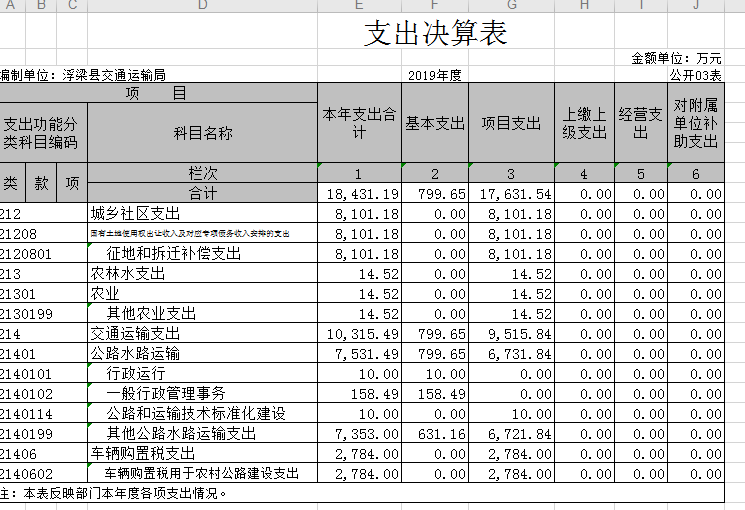 A B C D E F G H I J
支出决算表
金额单位：万元
编制单位：浮梁县交通运输局 2019年度 公开03表
项 目 本年支出合计 基本支出 项目支出 上缴上级支出 经营支出 对附属单位补助支出
支出功能分类科目编码 科目名称
类 款 项 栏次 1 2 3 4 5 6
合计 18,431.19 799.65 17,631.54 0.00 0.00 0.00
212 城乡社区支出 8,101.18 0.00 8,101.18 0.00 0.00 0.00
21208 国有土地使用权出让收入及对应专项债务收入安排的支出 8,101.18 0.00 8,101.18 0.00 0.00 0.00
2120801 征地和拆迁补偿支出 8,101.18 0.00 8,101.18 0.00 0.00 0.00
213 农林水支出 14.52 0.00 14.52 0.00 0.00 0.00
21301 农业 14.52 0.00 14.52 0.00 0.00 0.00
2130199 其他农业支出 14.52 0.00 14.52 0.00 0.00 0.00
214 交通运输支出 10,315.49 799.65 9,515.84 0.00 0.00 0.00
21401 公路水路运输 7,531.49 799.65 6,731.84 0.00 0.00 0.00
2140101 行政运行 10.00 10.00 0.00 0.00 0.00 0.00
2140102 一般行政管理事务 158.49 158.49 0.00 0.00 0.00 0.00
2140114 公路和运输技术标准化建设 10.00 0.00 10.00 0.00 0.00 0.00
2140199 其他公路水路运输支出 7,353.00 631.16 6,721.84 0.00 0.00 0.00
21406 车辆购置税支出 2,784.00 0.00 2,784.00 0.00 0.00 0.00
2140602 车辆购置税用于农村公路建设支出 2,784.00 0.00 2,784.00 0.00 0.00 0.00
注：本表反映部门本年度各项支出情况。